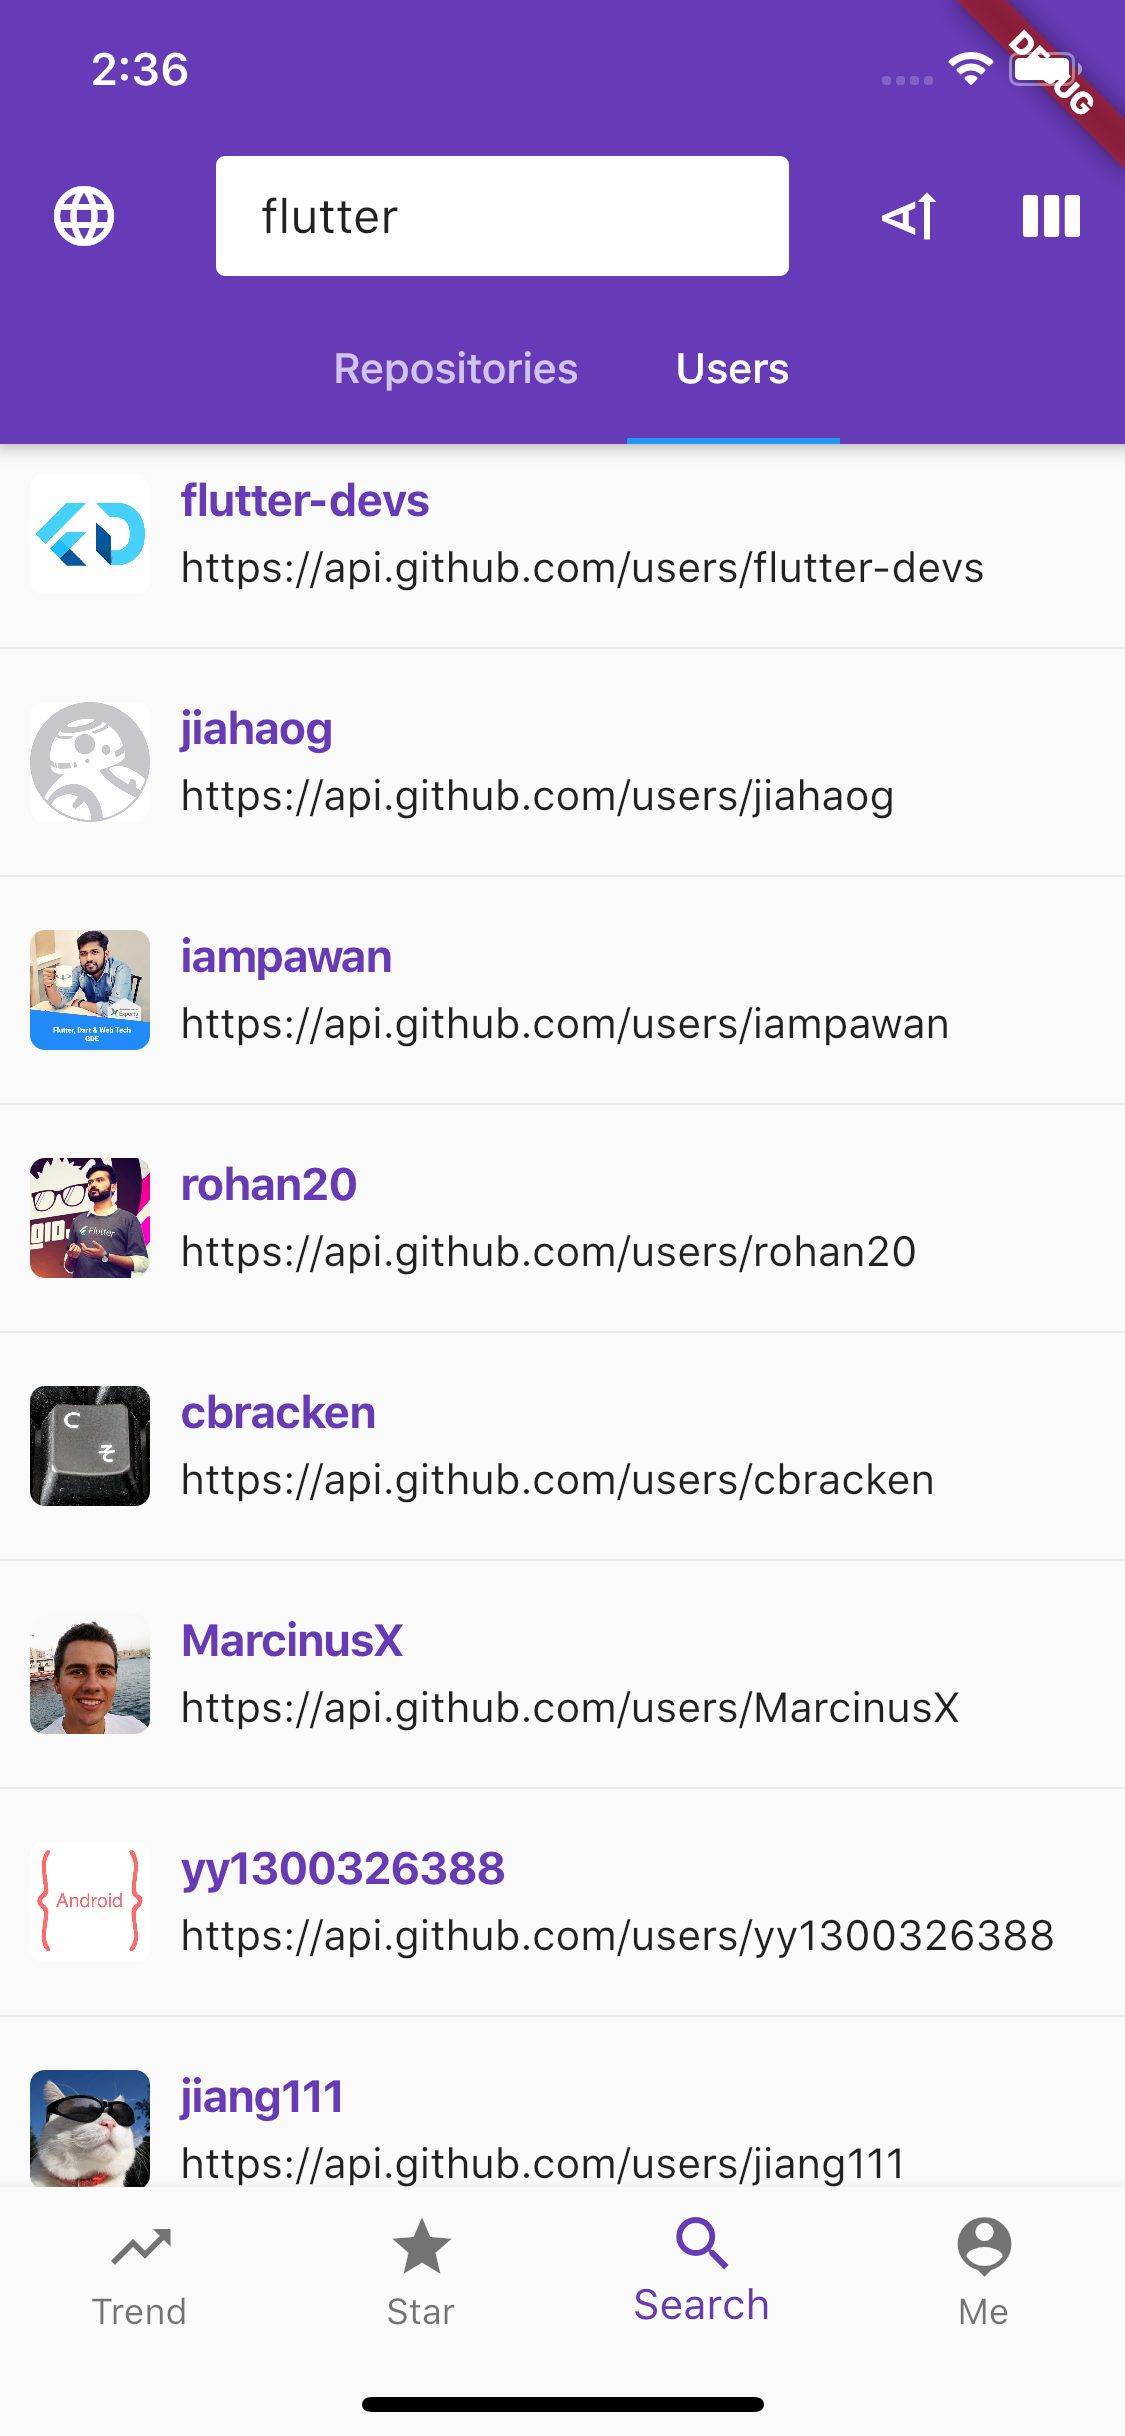 2:36
DEBUG
flutter
Repositories Users
flutter-devs
https://api.github.com/users/flutter-devs
jiahaog
https://api.github.com/users/jiahaog
iampawan
https://api.github.com/users/iampawan
Experts
Flutter, Dart & Web Tech
GDE
rohan20
https://api.github.com/users/rohan20
Flutter
cbracken
https://api.github.com/users/cbracken
C
そ
MarcinusX
https://api.github.com/users/MarcinusX
yy1300326388
https://api.github.com/users/yy1300326388
{Android}
jiang111
https://api.github.com/users/jiang111
Trend Star Search Me